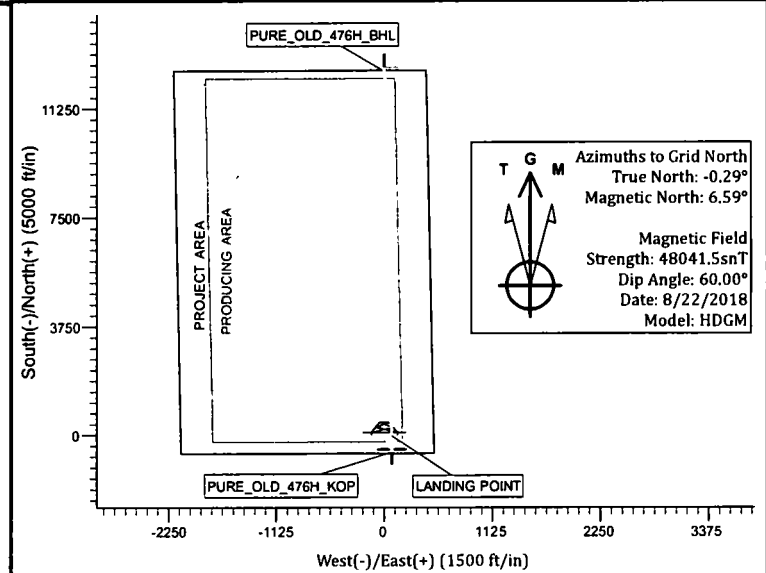 PURE_OLD_476H_BHL
11250
7500
3750
0
South(-)/North(+) (5000 ft/in)
PROJECT AREA
PRODUCING AREA
PURE_OLD_476H_KOP
LANDING POINT
-2250
-1125
0
1125
2250
3375
West(-)/East(+) (1500 ft/in)
T G M
Azimuths to Grid North
True North: -0.29°
Magnetic North: 6.59°
Magnetic Field
Strength: 48041.5snT
Dip Angle: 60.00°
Date: 8/22/2018
Model: HDGM